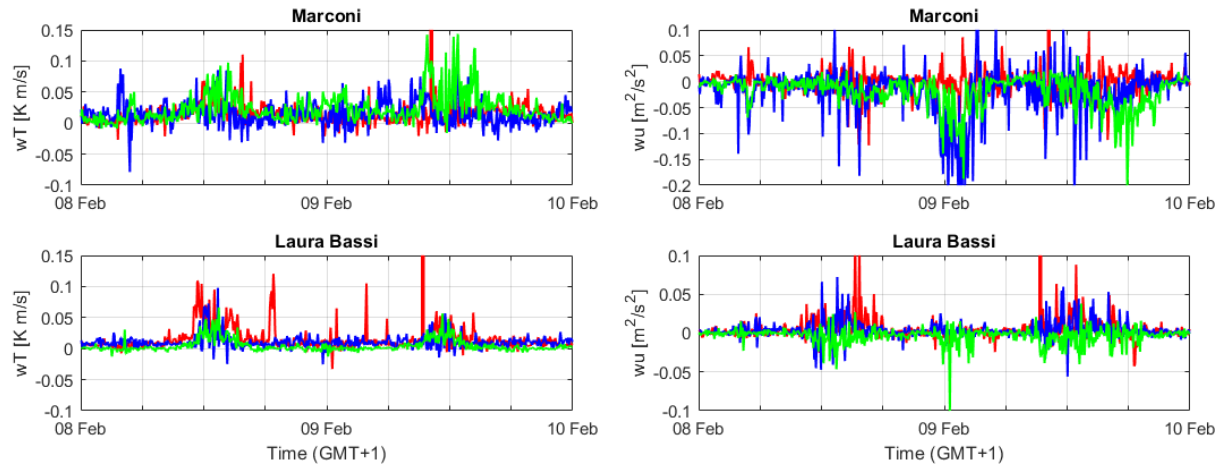 Marconi
0.15
0.1
0.05
0
-0.05
-0.1
wT [K m/s]
08 Feb
09 Feb
10 Feb
Marconi
0.1
0.05
0
-0.05
-0.1
-0.15
-0.2
wu [m²/s²]
08 Feb
09 Feb
10 Feb
Laura Bassi
0.15
0.1
0.05
0
-0.05
-0.1
wT [K m/s]
08 Feb
09 Feb
10 Feb
Time (GMT+1)
Laura Bassi
0.1
0.05
0
-0.05
-0.1
wu [m²/s²]
08 Feb
09 Feb
10 Feb
Time (GMT+1)